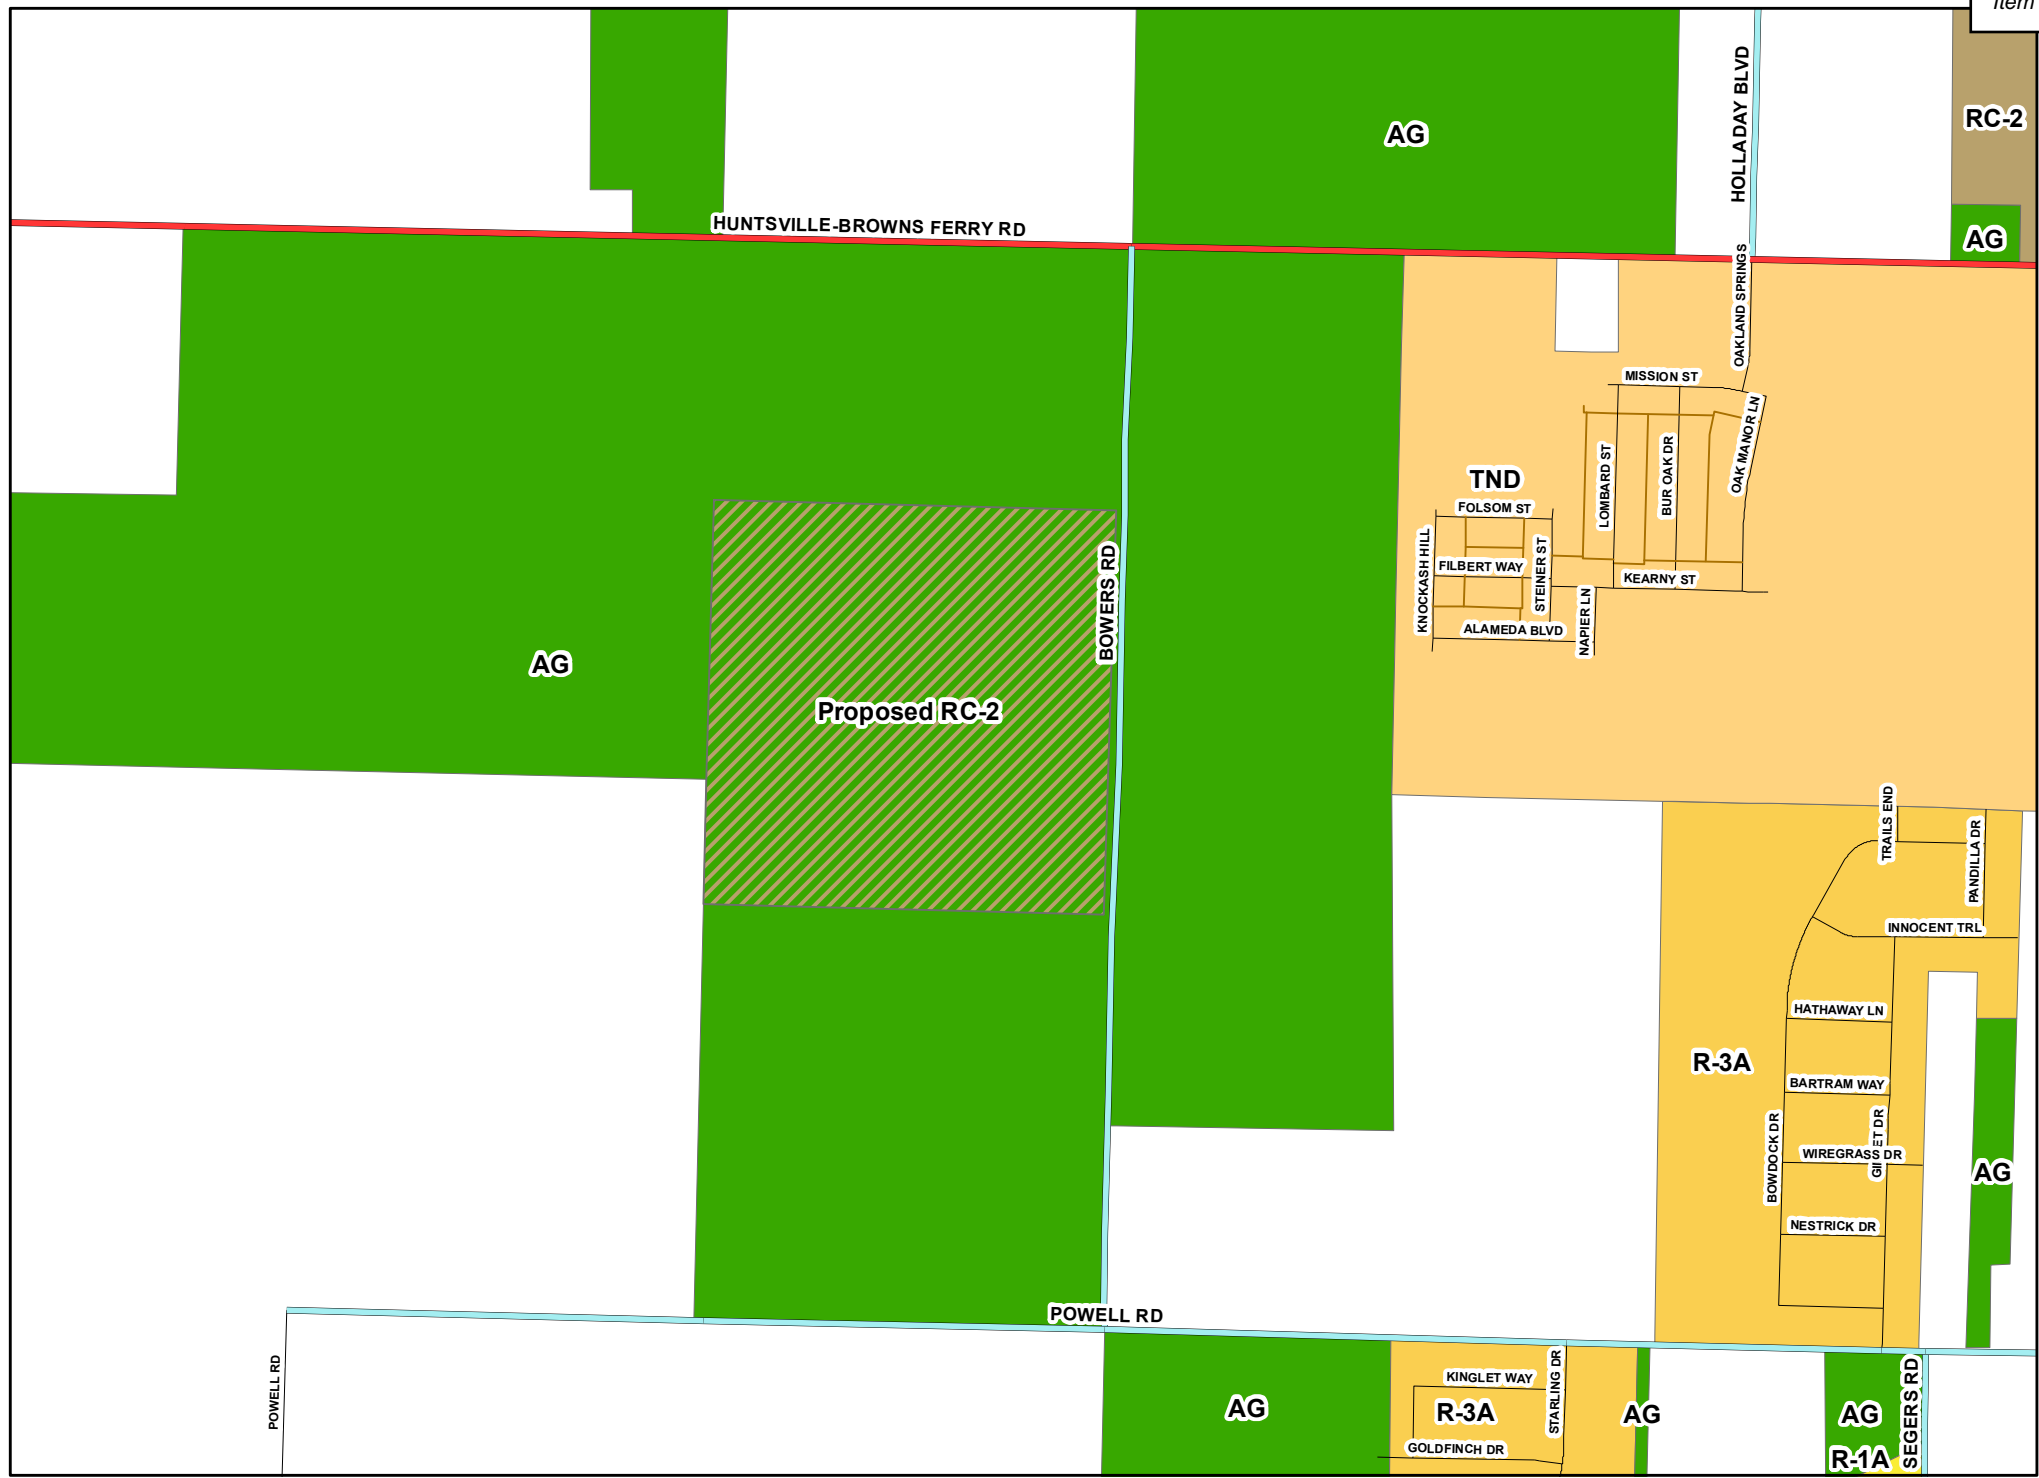 Item
HOLLADAY BLVD
RC-2
AG
HUNTSVILLE-BROWNS FERRY RD
AG
OAKLAND SPRINGS
MISSION ST
OAK MANOR LN
LOMBARD ST
BUR OAK DR
TND
FOLSOM ST
KNOCKASH HILL
FILBERT WAY
STEINER ST
KEARNY ST
NAPIER LN
ALAMEDA BLVD
BOWERS RD
AG
Proposed RC-2
TRAILS END
PANDILLA DR
INNOCENT TRL
HATHAWAY LN
R-3A
BARTRAM WAY
BOWDOCK DR
WIREGRASS DR
AG
NESTRICK DR
POWELL RD
POWELL RD
KINGLET WAY
STARLING DR
SEGERS RD
AG
R-3A
AG
AG
GOLDFINCH DR
R-1A